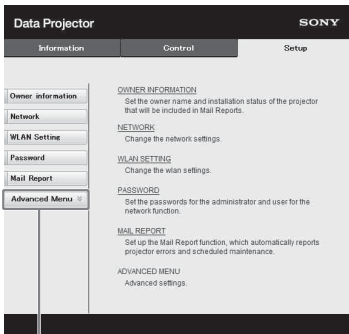 Data Projector
SONY
Information
Control
Setup
Owner information
Network
WLAN Setting
Password
Mail Report
Advanced Menu
OWNER INFORMATION
Set the owner name and installation status of the projector
that will be included in Mail Reports.
NETWORK
Change the network settings.
WLAN SETTING
Change the wlan settings.
PASSWORD
Set the passwords for the administrator and user for the
network function.
MAIL REPORT
Set up the Mail Report function, which automatically reports
projector errors and scheduled maintenance.
ADVANCED MENU
Advanced settings.